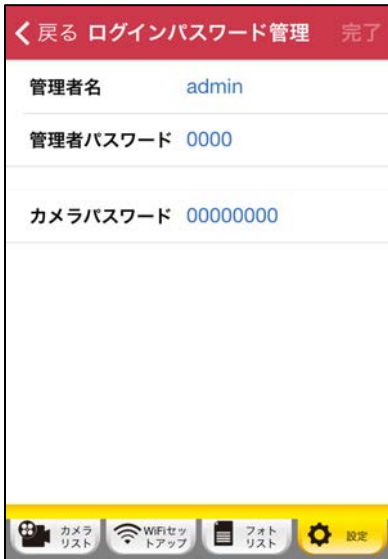 戻る ログインパスワード管理 完了
管理者名 admin
管理者パスワード 0000
カメラパスワード 00000000
カメラ
リスト
WiFiセッ
トアップ
フォト
リスト
設定